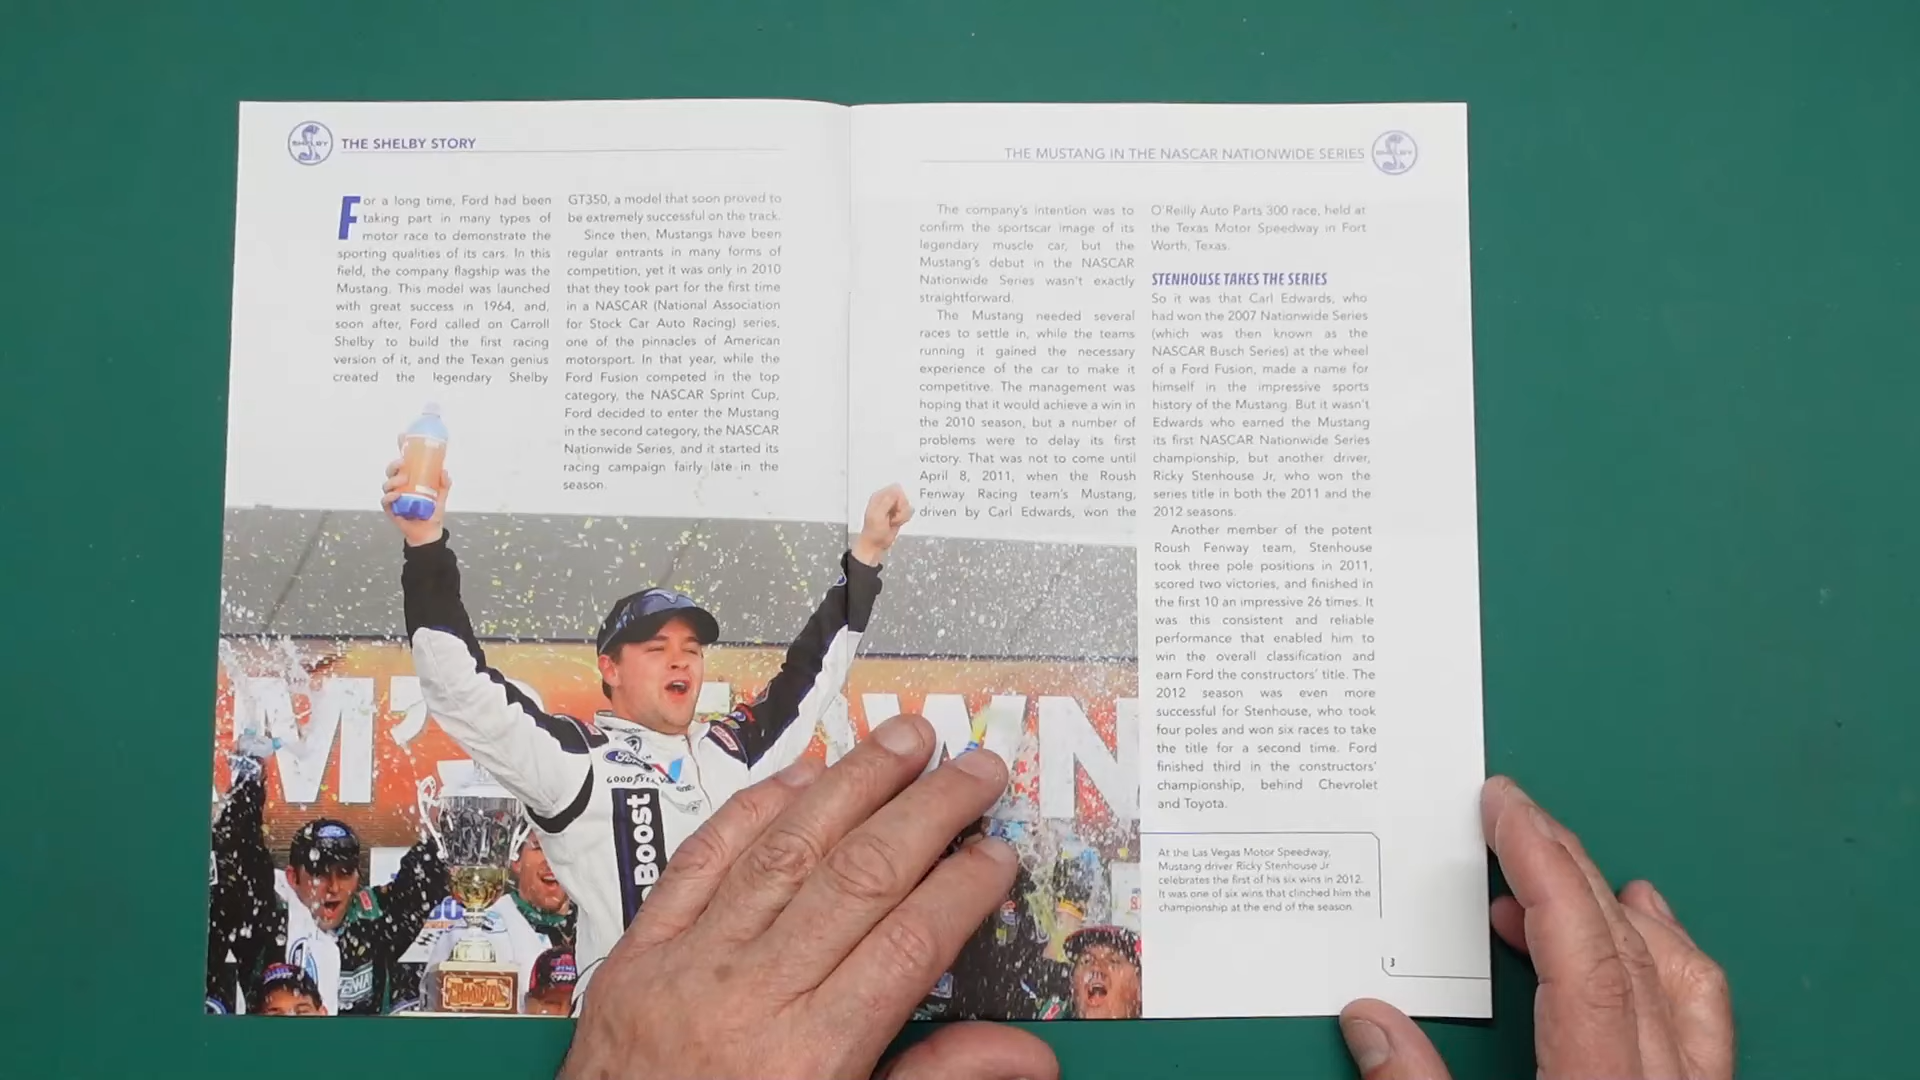 SHELBY
THE SHELBY STORY
For a long time, Ford had been
taking part in many types of
motor race to demonstrate the
sporting qualities of its cars. In this
field, the company flagship was the
Mustang. This model was launched
with great success in 1964, and,
soon after, Ford called on Carroll
Shelby to build the first racing
version of it, and the Texan genius
created the legendary Shelby
GT350, a model that soon proved to
be extremely successful on the track.
Since then, Mustangs have been
regular entrants in many forms of
competition, yet it was only in 2010
that they took part for the first time
in a NASCAR (National Association
for Stock Car Auto Racing) series,
one of the pinnacles of American
motorsport. In that year, while the
Ford Fusion competed in the top
category, the NASCAR Sprint Cup,
Ford decided to enter the Mustang
in the second category, the NASCAR
Nationwide Series, and it started its
racing campaign fairly late in the
season.
THE MUSTANG IN THE NASCAR NATIONWIDE SERIES
SHELBY
The company's intention was to
confirm the sportscar image of its
legendary muscle car, but the
Mustang's debut in the NASCAR
Nationwide Series wasn't exactly
straightforward.
The Mustang needed several
races to settle in, while the teams
running it gained the necessary
experience of the car to make it
competitive. The management was
hoping that it would achieve a win in
the 2010 season, but a number of
problems were to delay its first
victory. That was not to come until
April 8, 2011, when the Roush
Fenway Racing team's Mustang,
driven by Carl Edwards, won the
O'Reilly Auto Parts 300 race, held at
the Texas Motor Speedway in Fort
Worth, Texas.
STENHOUSE TAKES THE SERIES
So it was that Carl Edwards, who
had won the 2007 Nationwide Series
(which was then known as the
NASCAR Busch Series) at the wheel
of a Ford Fusion, made a name for
himself in the impressive sports
history of the Mustang. But it wasn't
Edwards who earned the Mustang
its first NASCAR Nationwide Series
championship, but another driver,
Ricky Stenhouse Jr, who won the
series title in both the 2011 and the
2012 seasons.
Another member of the potent
Roush Fenway team, Stenhouse
took three pole positions in 2011,
scored two victories, and finished in
the first 10 an impressive 26 times. It
was this consistent and reliable
performance that enabled him to
win the overall classification and
earn Ford the constructors' title. The
2012 season was even more
successful for Stenhouse, who took
four poles and won six races to take
the title for a second time. Ford
finished third in the constructors'
championship, behind Chevrolet
and Toyota.
At the Las Vegas Motor Speedway,
Mustang driver Ricky Stenhouse Jr
celebrates the first of his six wins in 2012.
It was one of six wins that clinched him the
championship at the end of the season.
3
M'S TOWN
Ford
GOODYEAR
Boost
Ford